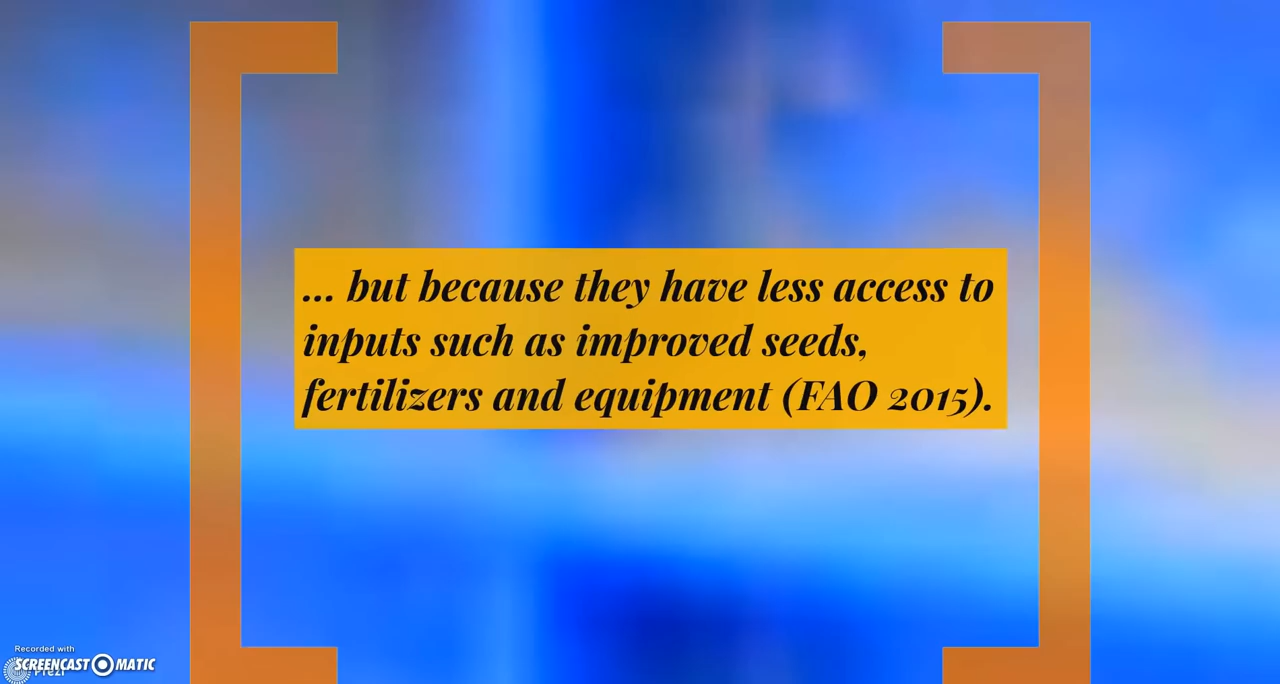 ... but because they have less access to
inputs such as improved seeds,
fertilizers and equipment (FAO 2015).
Recorded with
SCREENCAST MATIC
Prezi